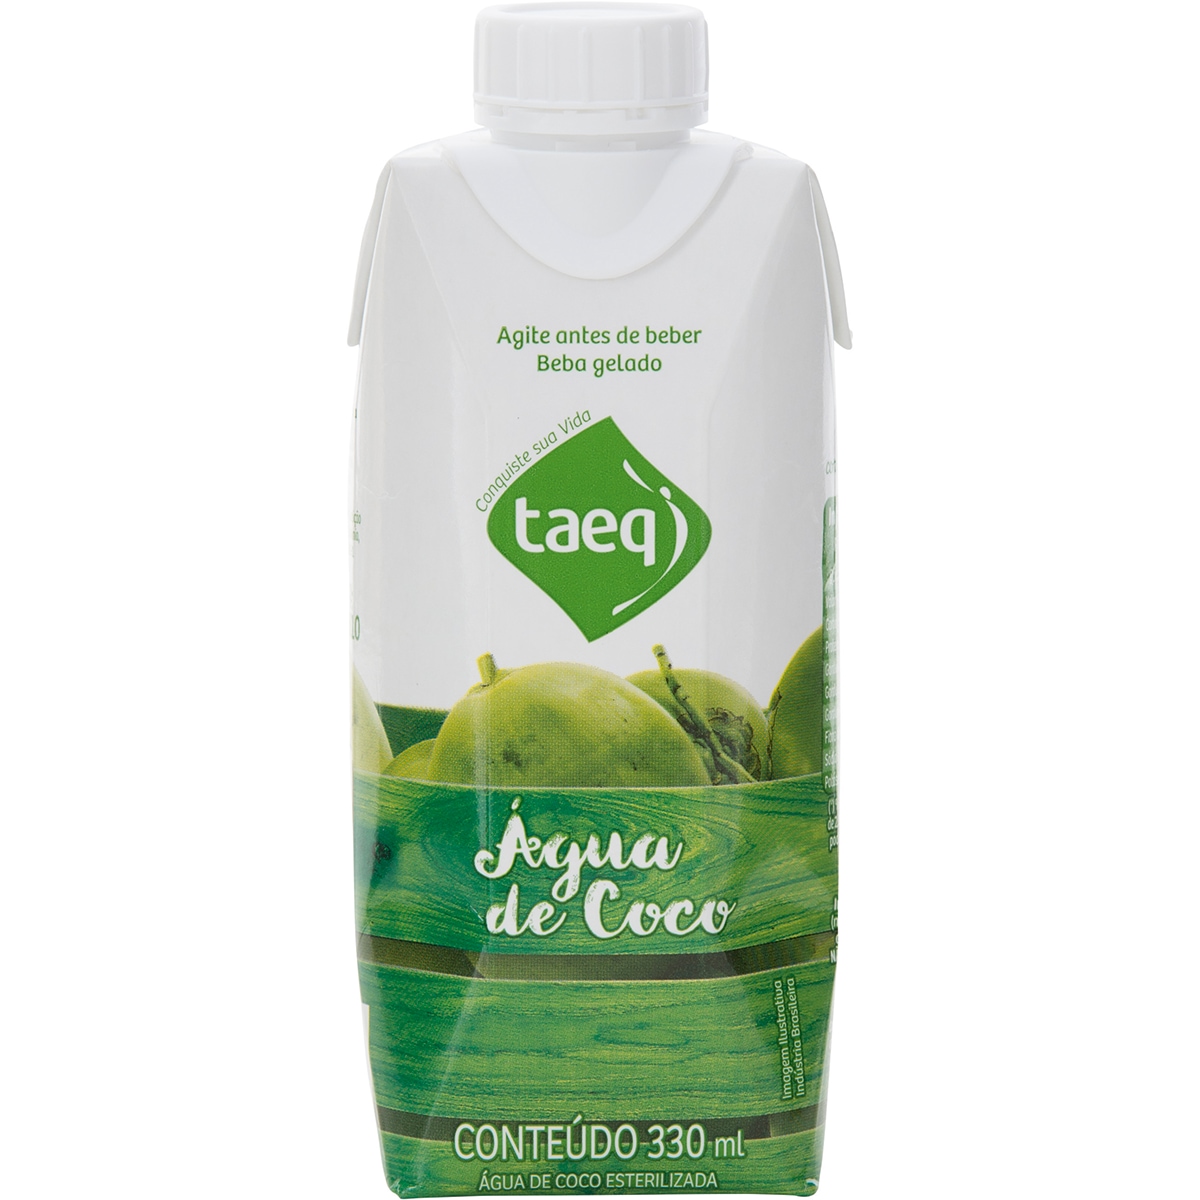 Agite antes de beber
Beba gelado
Conquiste sua Vida
taeq
Água
de Coco
Imagem Ilustrativa
Indústria Brasileira
CONTEÚDO 330 ml
ÁGUA DE COCO ESTERILIZADA